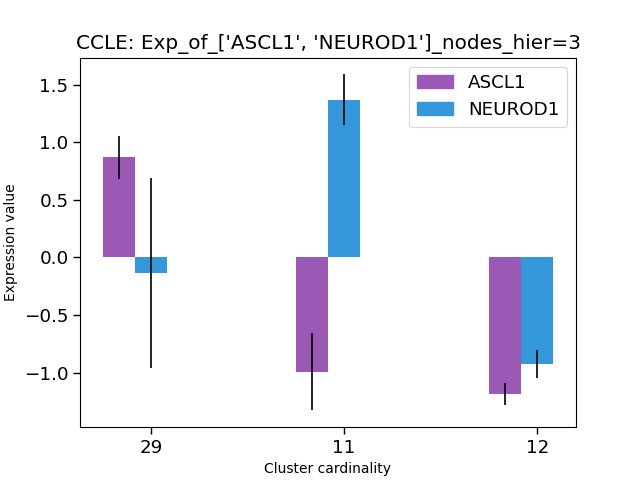 CCLE: Exp_of_['ASCL1', 'NEUROD1']_nodes_hier=3
ASCL1
NEUROD1
Expression value
1.5
1.0
0.5
0.0
−0.5
−1.0
29
11
12
Cluster cardinality